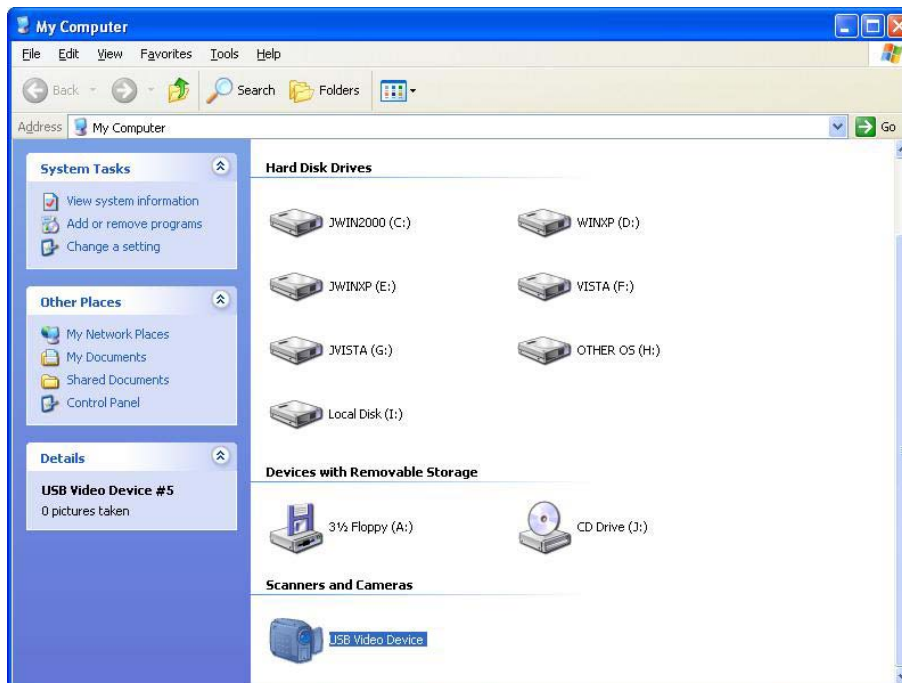 My Computer
File Edit View Favorites Tools Help
Back Search Folders
Address My Computer Go
System Tasks
View system information
Add or remove programs
Change a setting
Other Places
My Network Places
My Documents
Shared Documents
Control Panel
Details
USB Video Device #5
0 pictures taken
Hard Disk Drives
JWIN2000 (C:) WINXP (D:)
JWINXP (E:) VISTA (F:)
JVISTA (G:) OTHER OS (H:)
Local Disk (I:)
Devices with Removable Storage
3½ Floppy (A:) CD Drive (J:)
Scanners and Cameras
USB Video Device